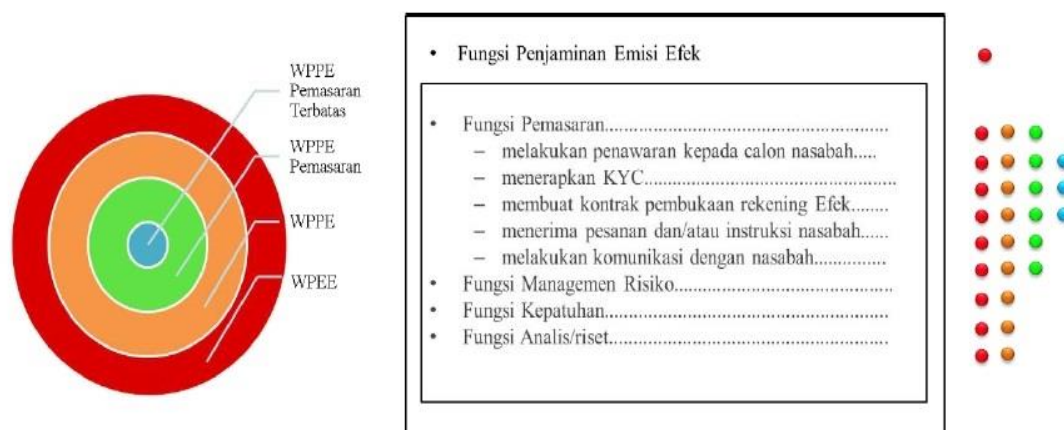 WPPE
Pemasaran
Terbatas
WPPE
Pemasaran
WPPE
WPEE
• Fungsi Penjaminan Emisi Efek
• Fungsi Pemasaran.......................................................
– melakukan penawaran kepada calon nasabah.....
– menerapkan KYC.................................................
– membuat kontrak pembukaan rekening Efek........
– menerima pesanan dan/atau instruksi nasabah......
– melakukan komunikasi dengan nasabah..............
• Fungsi Managemen Risiko...........................................
• Fungsi Kepatuhan.......................................................
• Fungsi Analis/riset......................................................